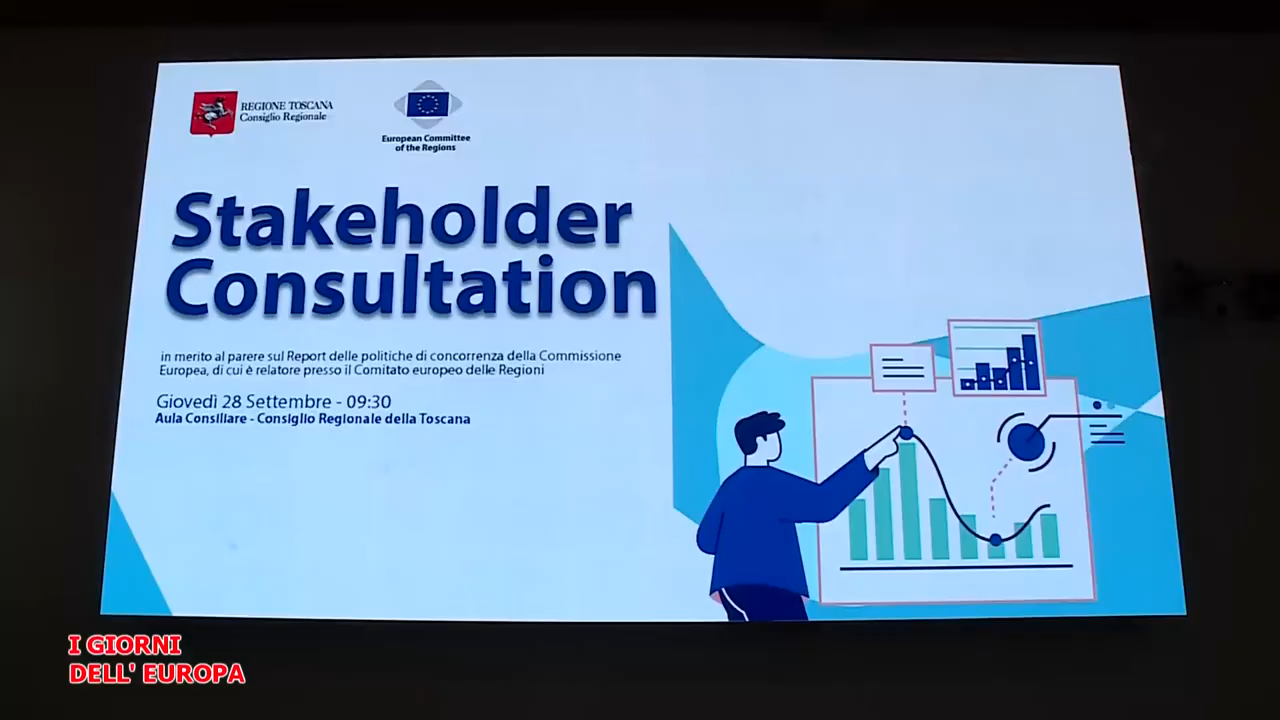 REGIONE TOSCANA
Consiglio Regionale
European Committee
of the Regions
Stakeholder
Consultation
in merito al parere sul Report delle politiche di concorrenza della Commissione
Europea, di cui è relatore presso il Comitato europeo delle Regioni
Giovedì 28 Settembre - 09:30
Aula Consiliare - Consiglio Regionale della Toscana
I GIORNI
DELL' EUROPA